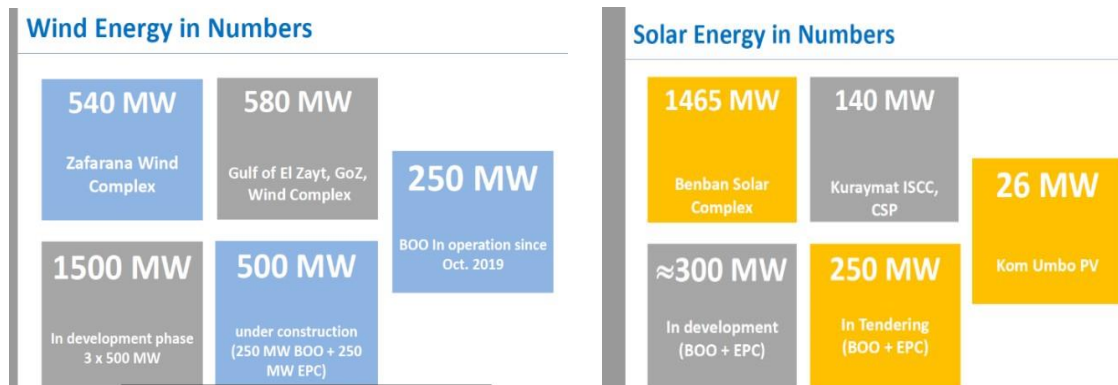 Wind Energy in Numbers
540 MW
Zafarana Wind
Complex
580 MW
Gulf of El Zayt, GoZ,
Wind Complex
250 MW
BOO In operation since
Oct. 2019
1500 MW
In development phase
3 x 500 MW
500 MW
under construction
(250 MW BOO + 250
MW EPC)
Solar Energy in Numbers
1465 MW
Benban Solar
Complex
140 MW
Kuraymat ISCC,
CSP
26 MW
Kom Umbo PV
≈300 MW
In development
(BOO + EPC)
250 MW
In Tendering
(BOO + EPC)